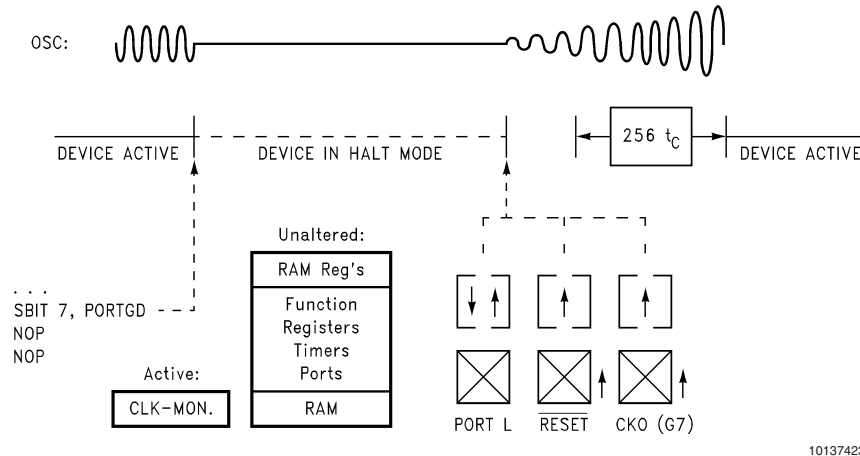 OSC:
256 tC
DEVICE ACTIVE
DEVICE IN HALT MODE
DEVICE ACTIVE
Unaltered:
RAM Reg's
Function
Registers
Timers
Ports
RAM
. . .
SBIT 7, PORTGD
NOP
NOP
Active:
CLK-MON.
PORT L
RESET
CKO (G7)
10137423